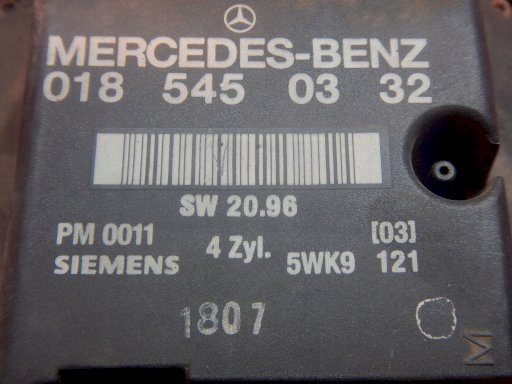 MERCEDES-BENZ
018 545 03 32
SW 20.96
PM 0011 4 Zyl. [03]
SIEMENS 5WK9 121
1807
M